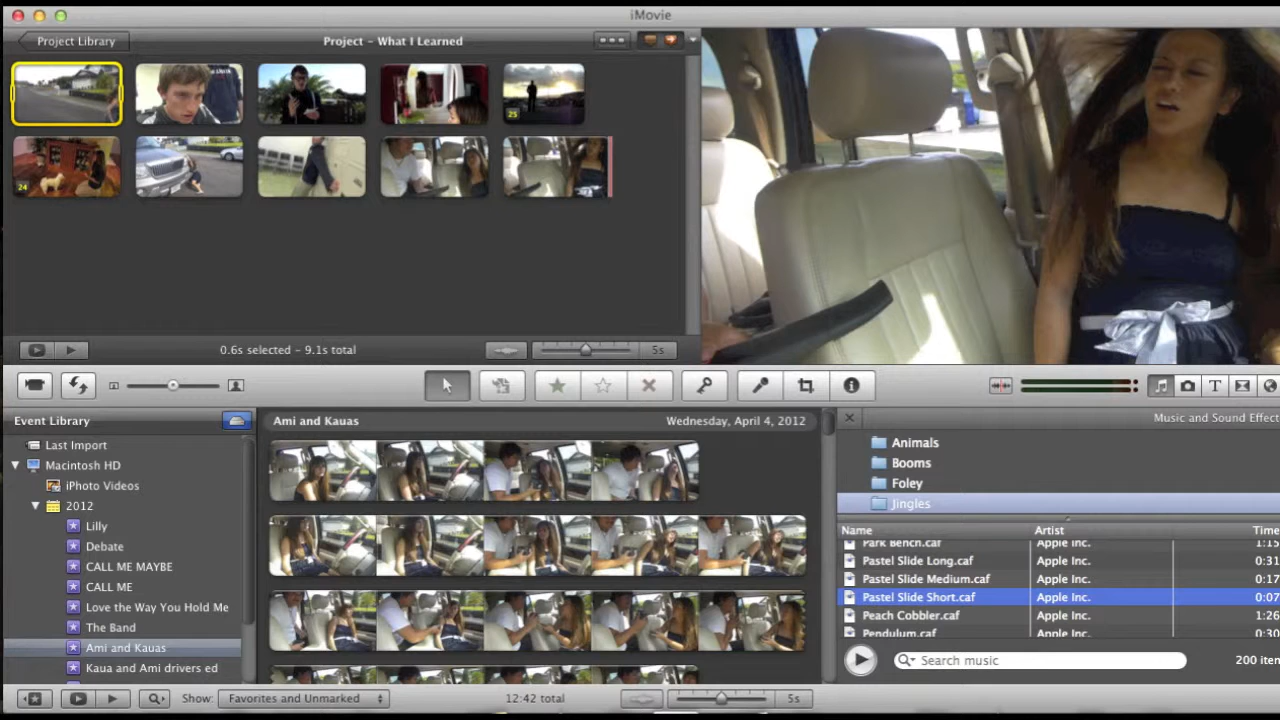 iMovie
Project Library
Project – What I Learned
25
24
0.6s selected – 9.1s total
5s
Event Library
Last Import
Macintosh HD
iPhoto Videos
2012
Lilly
Debate
CALL ME MAYBE
CALL ME
Love the Way You Hold Me
The Band
Ami and Kauas
Kaua and Ami drivers ed
Show: Favorites and Unmarked
Ami and Kauas
Wednesday, April 4, 2012
12:42 total
5s
T
Music and Sound Effect
Animals
Booms
Foley
Jingles
Name Artist Time
Park Bench.caf Apple Inc. 1:15
Pastel Slide Long.caf Apple Inc. 0:31
Pastel Slide Medium.caf Apple Inc. 0:17
Pastel Slide Short.caf Apple Inc. 0:07
Peach Cobbler.caf Apple Inc. 1:26
Pendulum.caf Apple Inc. 0:30
Search music
200 item